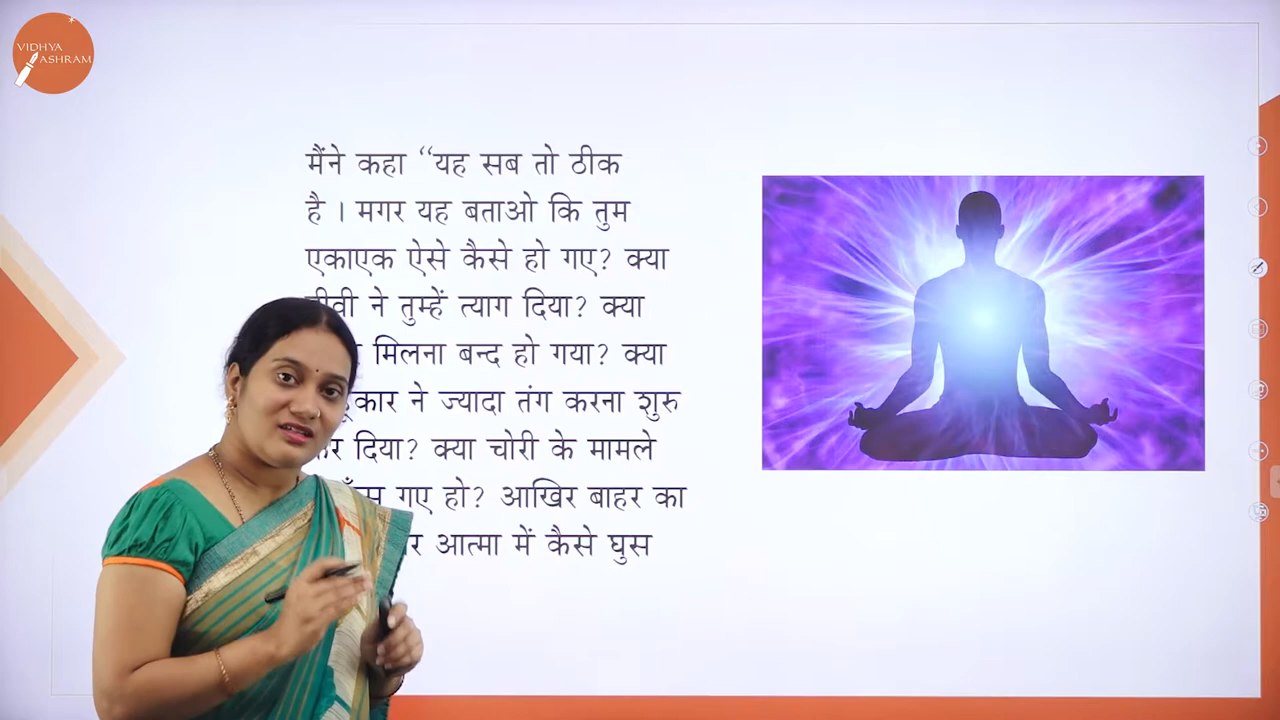 VIDHYA
ASHRAM
मैंने कहा “यह सब तो ठीक
है । मगर यह बताओ कि तुम
एकाएक ऐसे कैसे हो गए? क्या
ने तुम्हें त्याग दिया? क्या
मिलना बन्द हो गया? क्या
ने ज्यादा तंग करना शुरु
दिया? क्या चोरी के मामले
गए हो? आखिर बाहर का
आत्मा में कैसे घुस